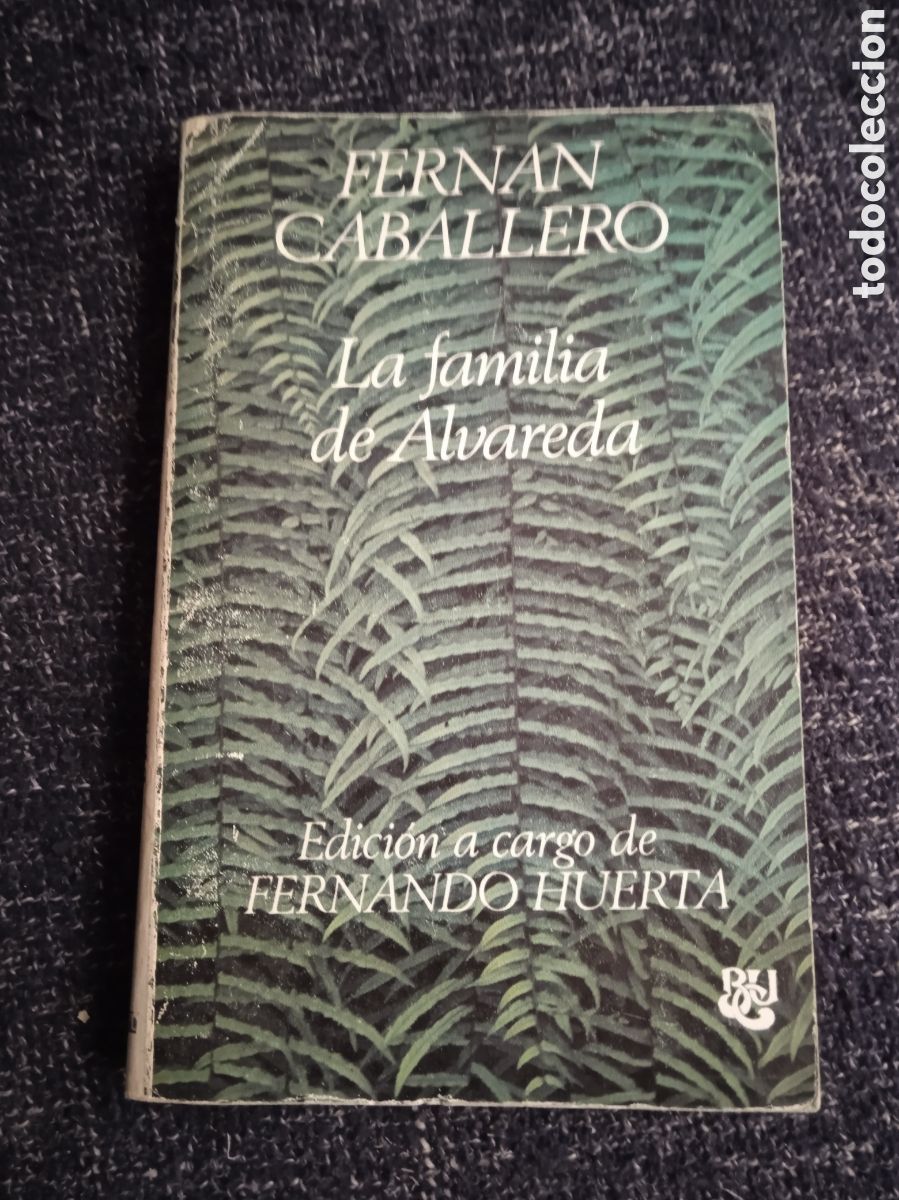 FERNAN
CABALLERO
La familia
de Alvareda
Edición a cargo de
FERNANDO HUERTA
todocoleccion